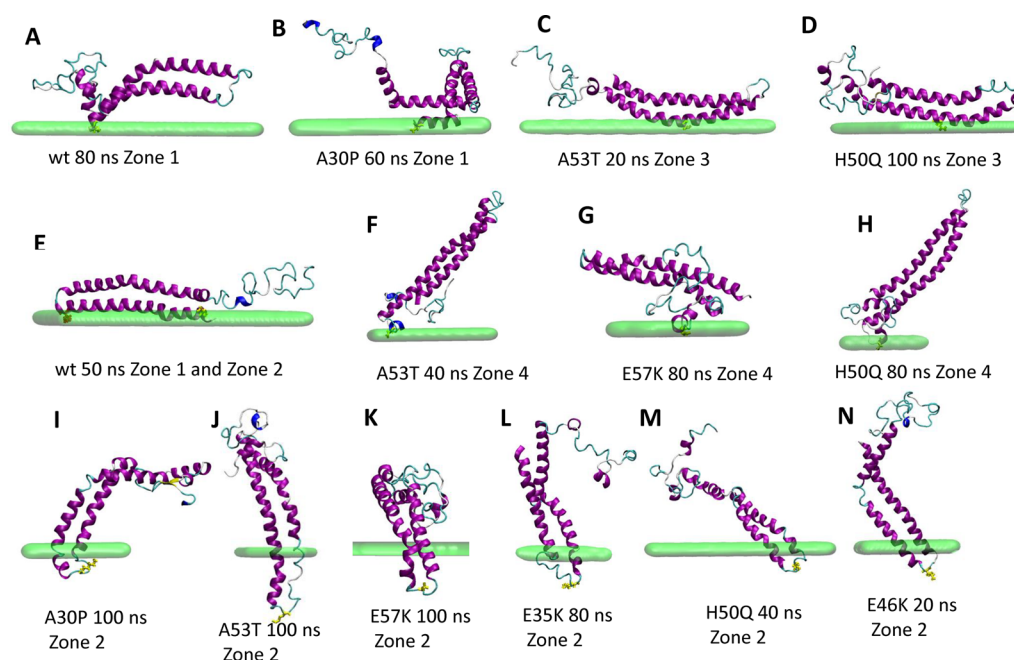 A
B
C
D
wt 80 ns Zone 1
A30P 60 ns Zone 1
A53T 20 ns Zone 3
H50Q 100 ns Zone 3
E
F
G
H
wt 50 ns Zone 1 and Zone 2
A53T 40 ns Zone 4
E57K 80 ns Zone 4
H50Q 80 ns Zone 4
I
J
K
L
M
N
A30P 100 ns
Zone 2
A53T 100 ns
Zone 2
E57K 100 ns
Zone 2
E35K 80 ns
Zone 2
H50Q 40 ns
Zone 2
E46K 20 ns
Zone 2